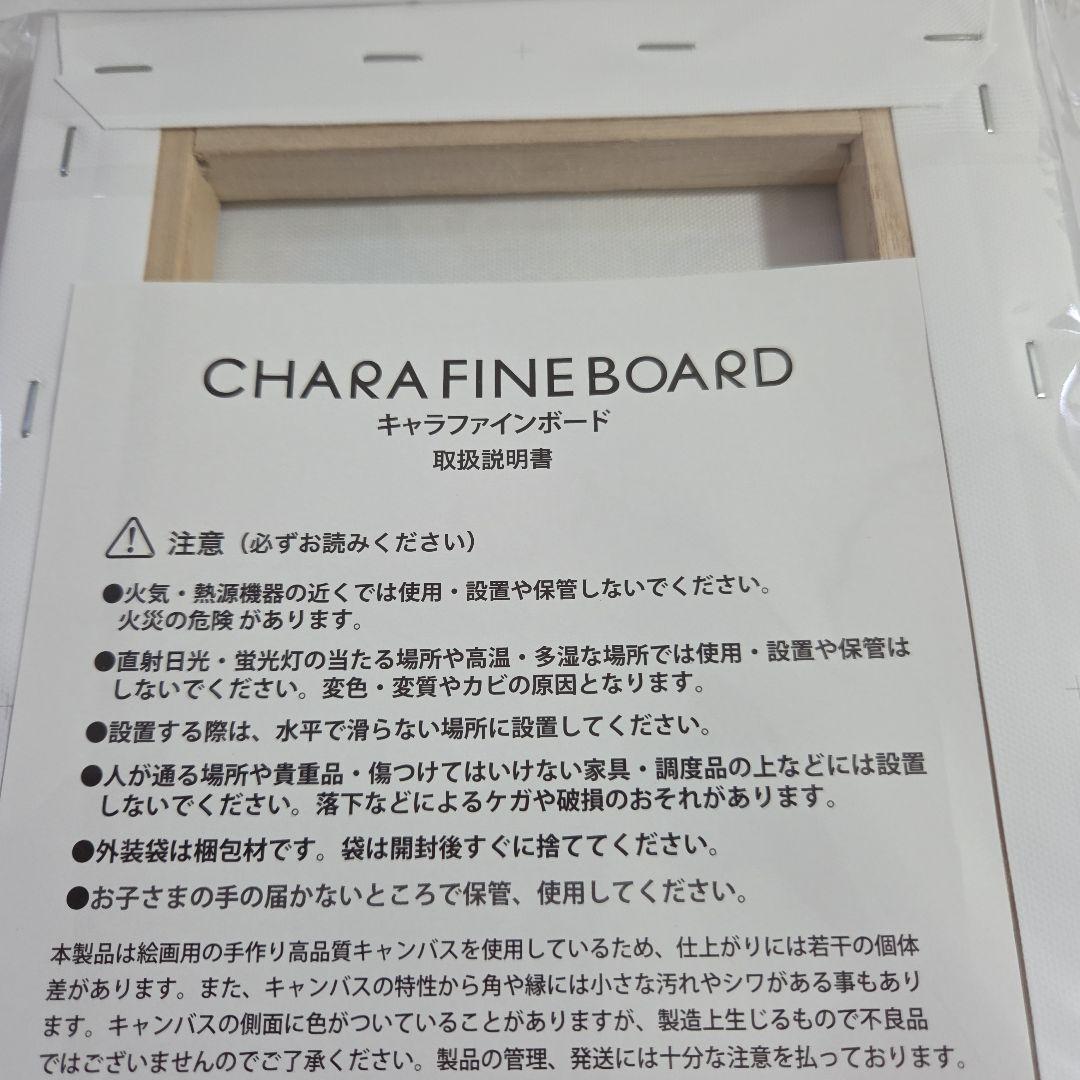 CHARA FINE BOARD
キャラファインボード
取扱説明書
注意（必ずお読みください）
●火気・熱源機器の近くでは使用・設置や保管しないでください。
火災の危険 があります。
●直射日光・蛍光灯の当たる場所や高温・多湿な場所では使用・設置や保管は
しないでください。変色・変質やカビの原因となります。
●設置する際は、水平で滑らない場所に設置してください。
●人が通る場所や貴重品・傷つけてはいけない家具・調度品の上などには設置
しないでください。落下などによるケガや破損のおそれがあります。
●外装袋は梱包材です。袋は開封後すぐに捨ててください。
●お子さまの手の届かないところで保管、使用してください。
本製品は絵画用の手作り高品質キャンバスを使用しているため、仕上がりには若干の個体
差があります。また、キャンバスの特性から角や縁には小さな汚れやシワがある事もあり
ます。キャンバスの側面に色がついていることがありますが、製造上生じるもので不良品
ではございませんのでご了承ください。製品の管理、発送には十分な注意を払っております。